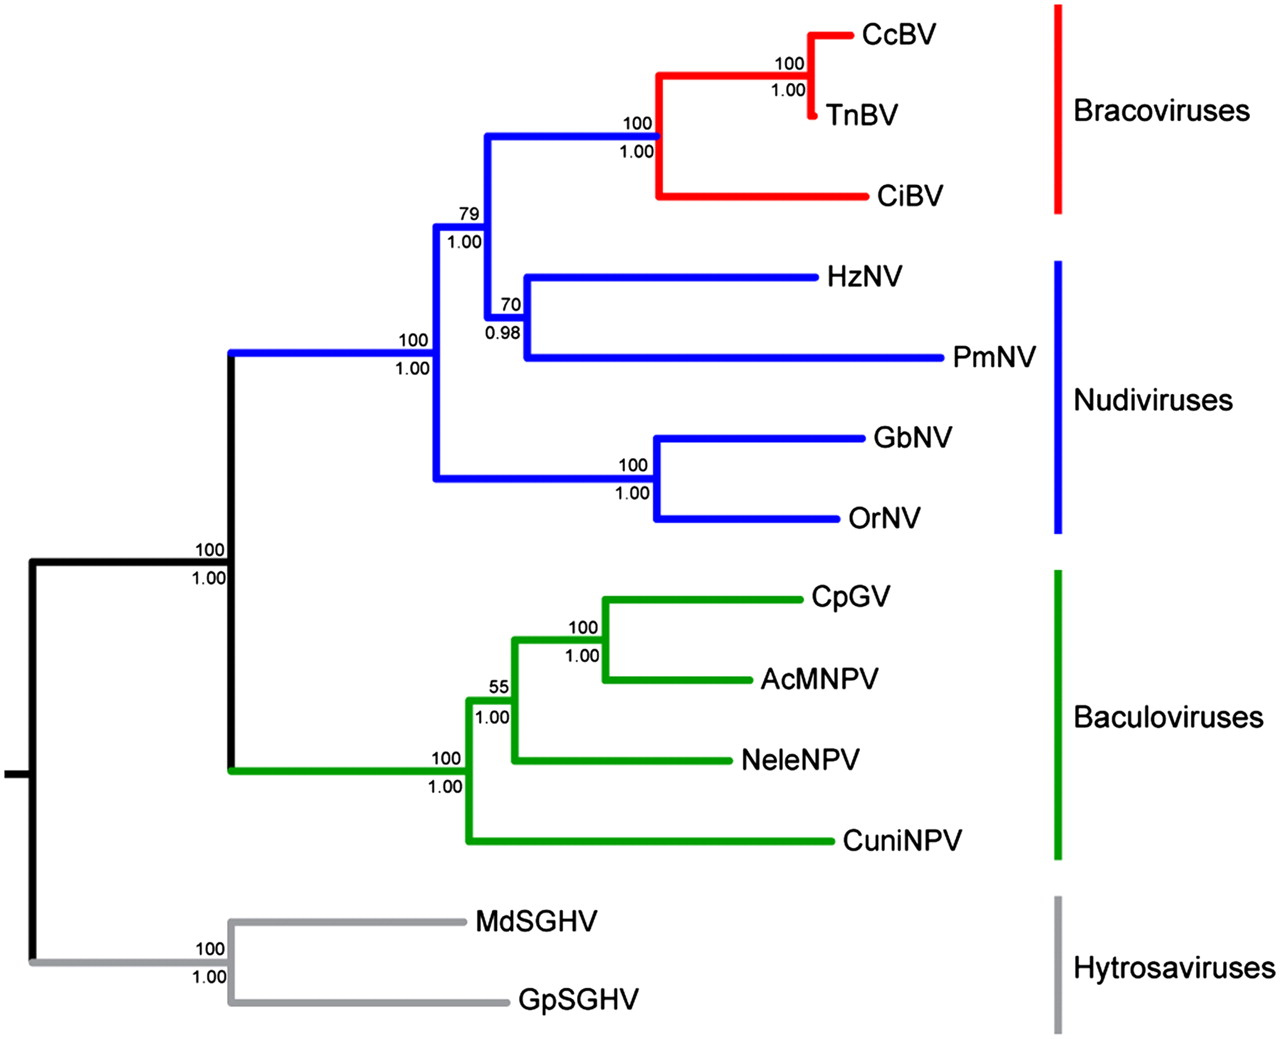 CcBV
100
1.00
TnBV
Bracoviruses
100
1.00
CiBV
79
1.00
HzNV
70
0.98
100
1.00
PmNV
Nudiviruses
GbNV
100
1.00
OrNV
100
1.00
CpGV
100
1.00
AcMNPV
55
1.00
Baculoviruses
NeleNPV
100
1.00
CuniNPV
MdSGHV
100
1.00
Hytrosaviruses
GpSGHV